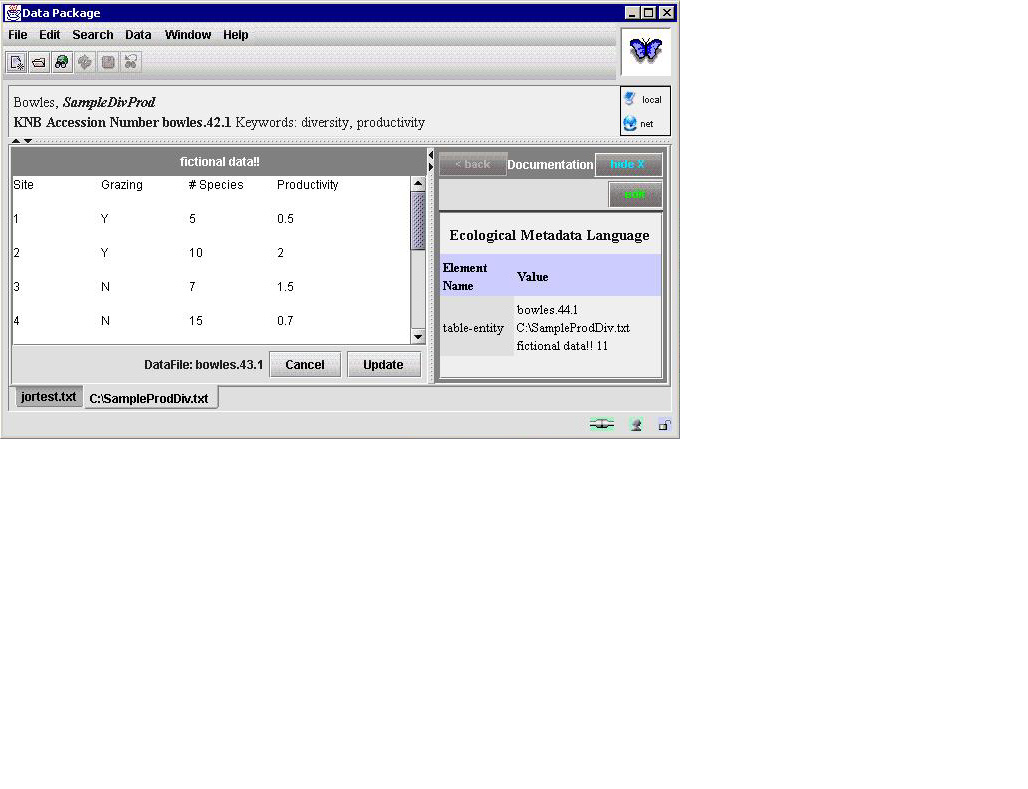 Data Package
File Edit Search Data Window Help
Bowles, SampleDivProd
KNB Accession Number bowles.42.1 Keywords: diversity, productivity
local
net
fictional data!!
Site Grazing # Species Productivity
1 Y 5 0.5
2 Y 10 2
3 N 7 1.5
4 N 15 0.7
DataFile: bowles.43.1 Cancel Update
< back Documentation hide X
edit
Ecological Metadata Language
Element
Name
Value
table-entity
bowles.44.1
C:\SampleProdDiv.txt
fictional data!! 11
jortest.txt C:\SampleProdDiv.txt